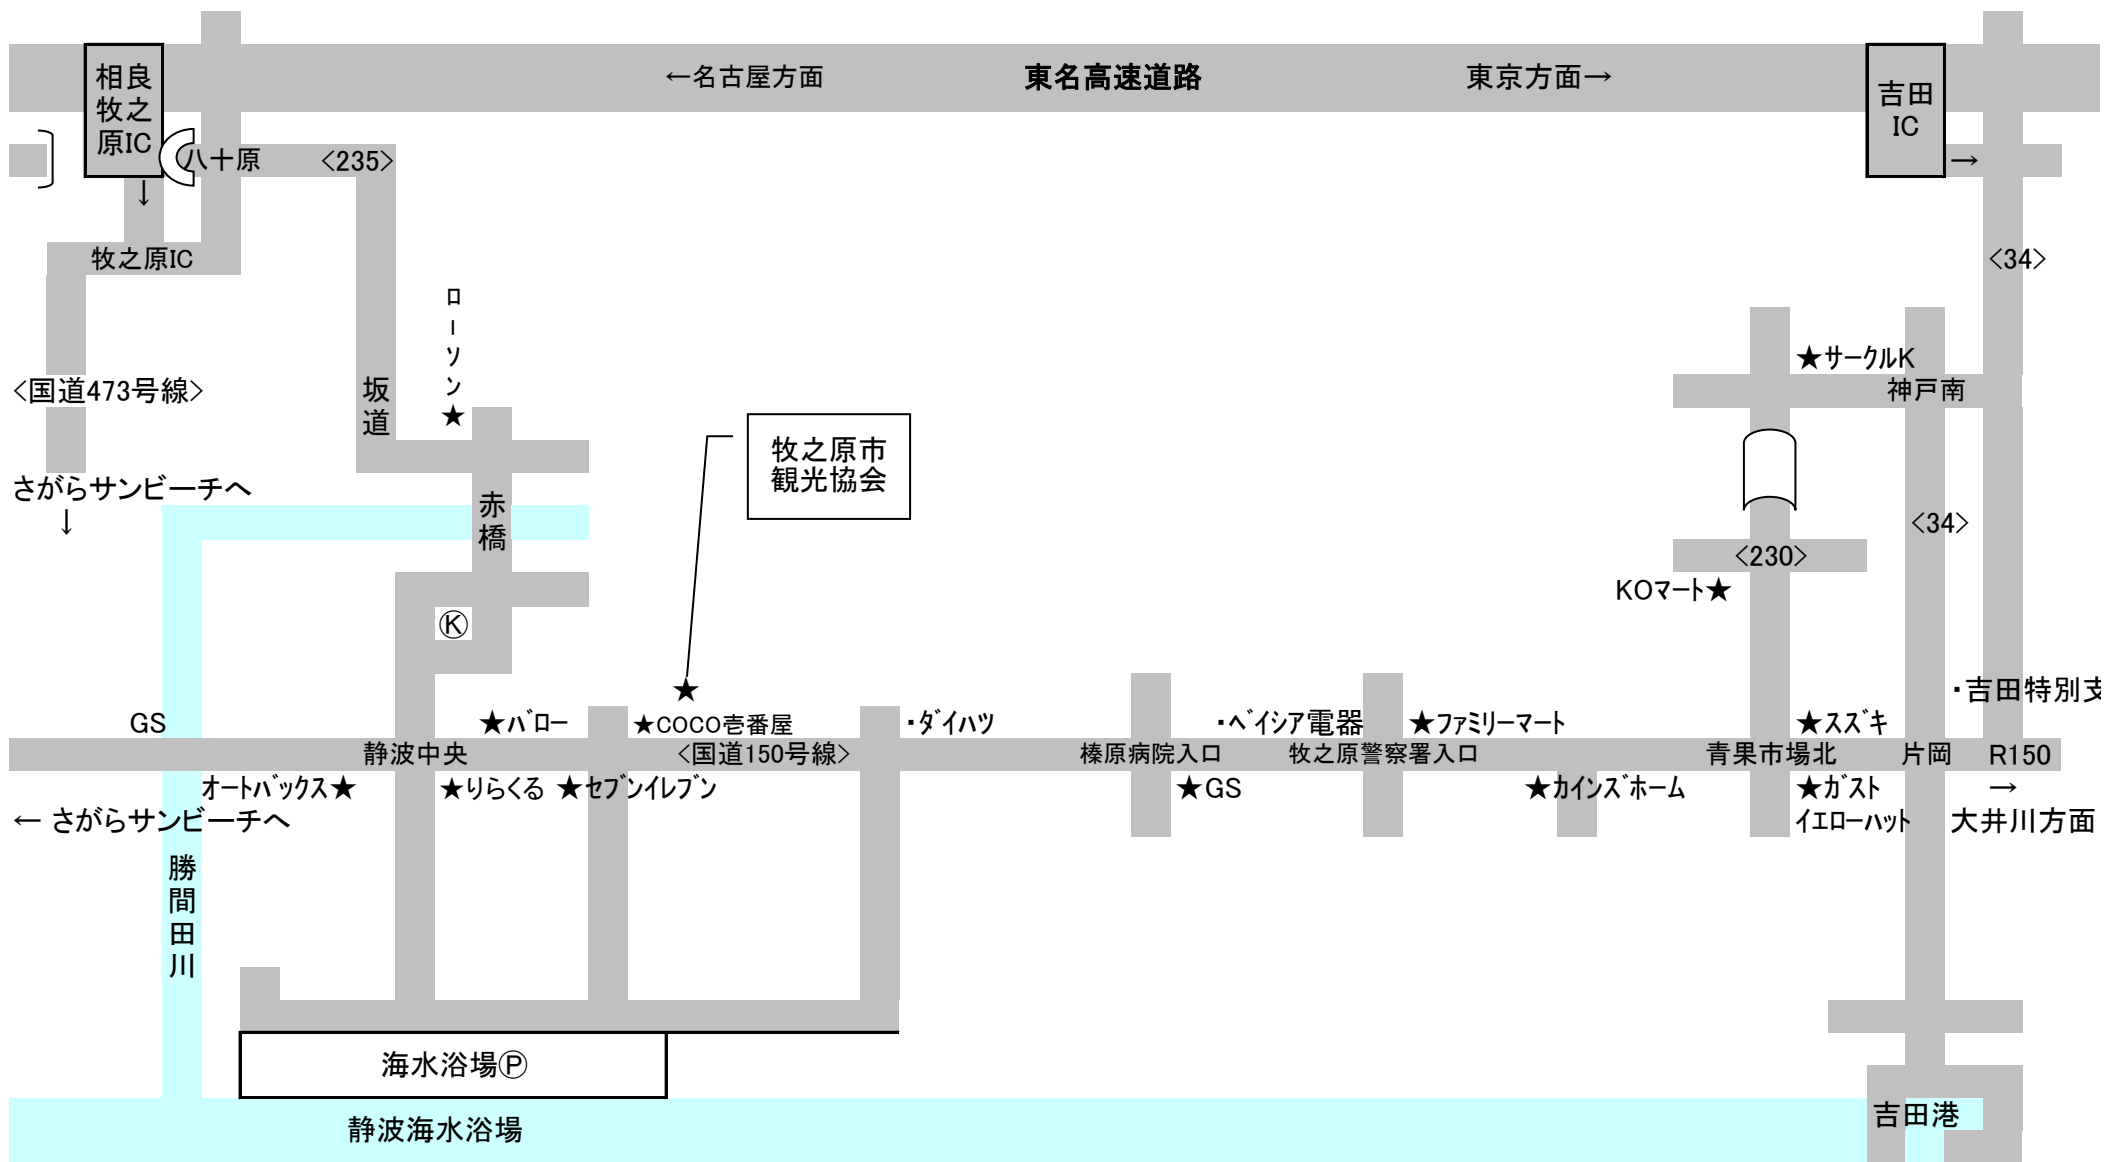 ←名古屋方面 東名高速道路 東京方面→
相良
牧之
原IC
吉田
IC
八十原 <235>
→
↓
牧之原IC
<34>
ローソン
★
★サークルK
<国道473号線>
坂道
神戸南
牧之原市
観光協会
さがらサンビーチへ
↓
赤橋
<34>
<230>
KOマート★
Ⓚ
★
・吉田特別支
GS
★バロー
★COCO壱番屋
・ダイハツ
・ベイシア電器
★ファミリーマート
★スズキ
静波中央
<国道150号線>
榛原病院入口
牧之原警察署入口
青果市場北
片岡
R150
オートバックス★
★りらくる
★セブンイレブン
★GS
★カインズホーム
★ガスト
→
← さがらサンビーチへ
イエローハット
大井川方面
勝間田川
海水浴場Ⓟ
静波海水浴場
吉田港